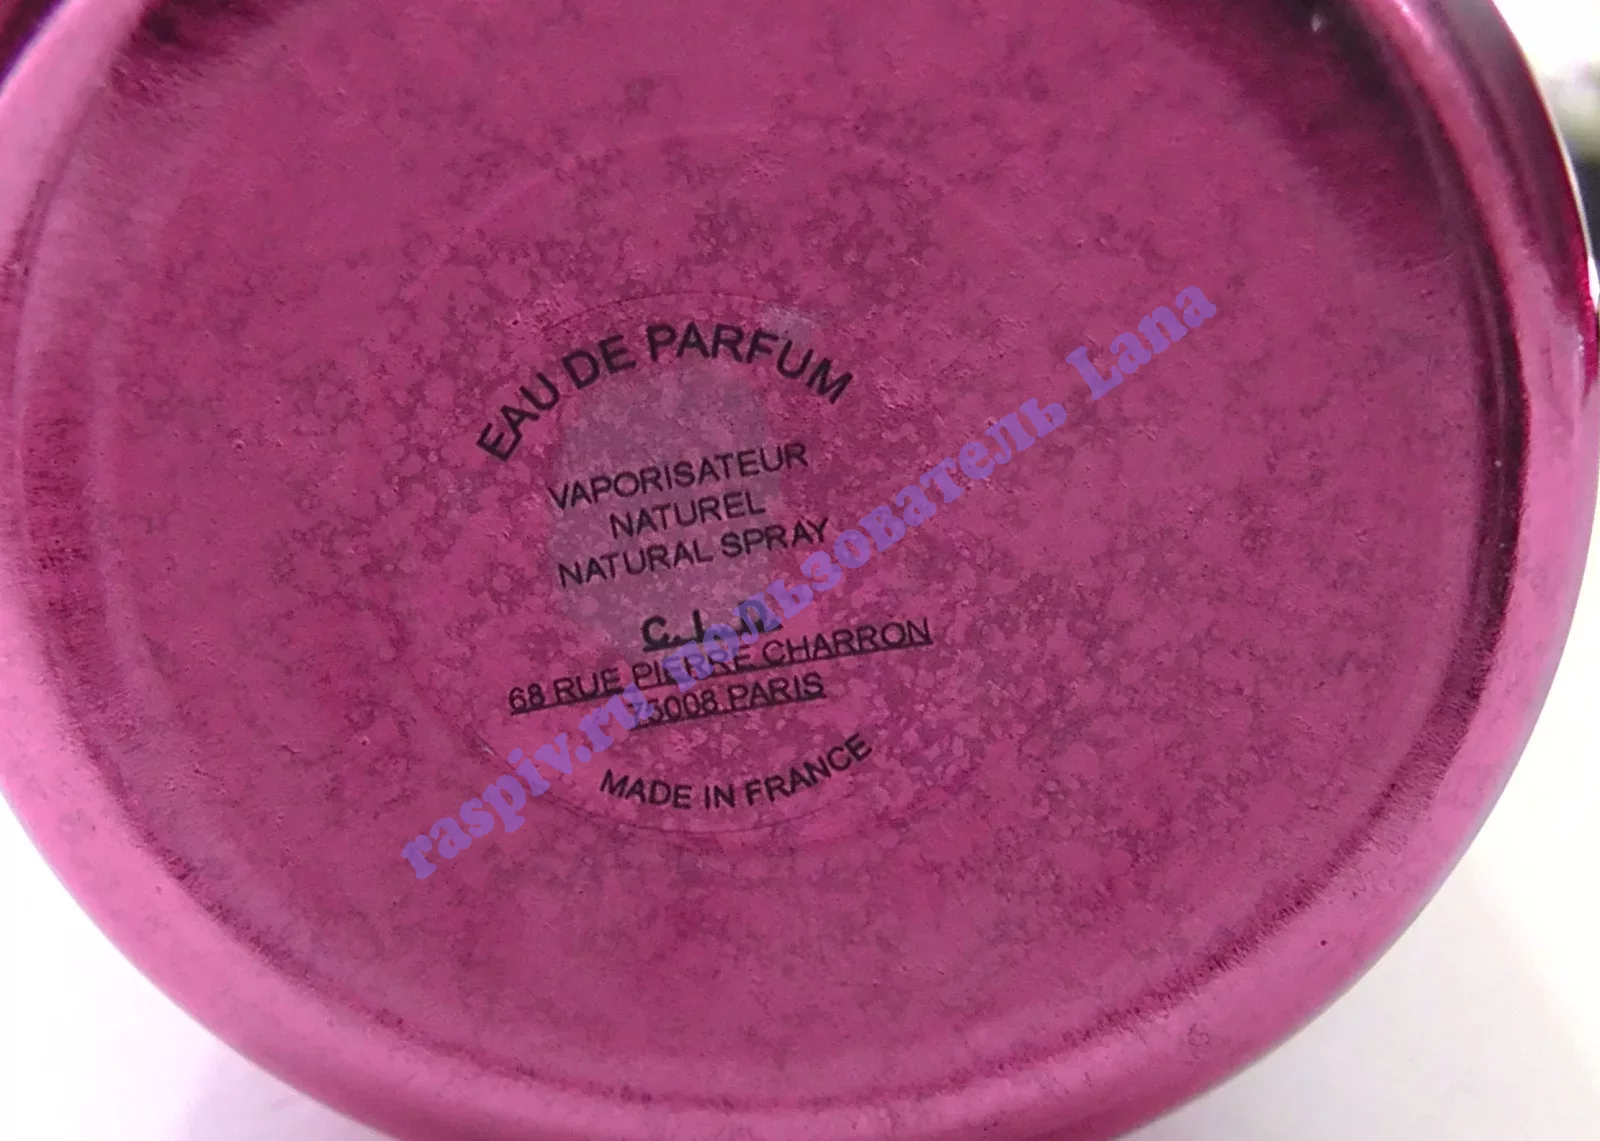 EAU DE PARFUM
VAPORISATEUR
NATUREL
NATURAL SPRAY
68 RUE PIERRE CHARRON
75008 PARIS
MADE IN FRANCE
raspiv.ru пользователь Lana